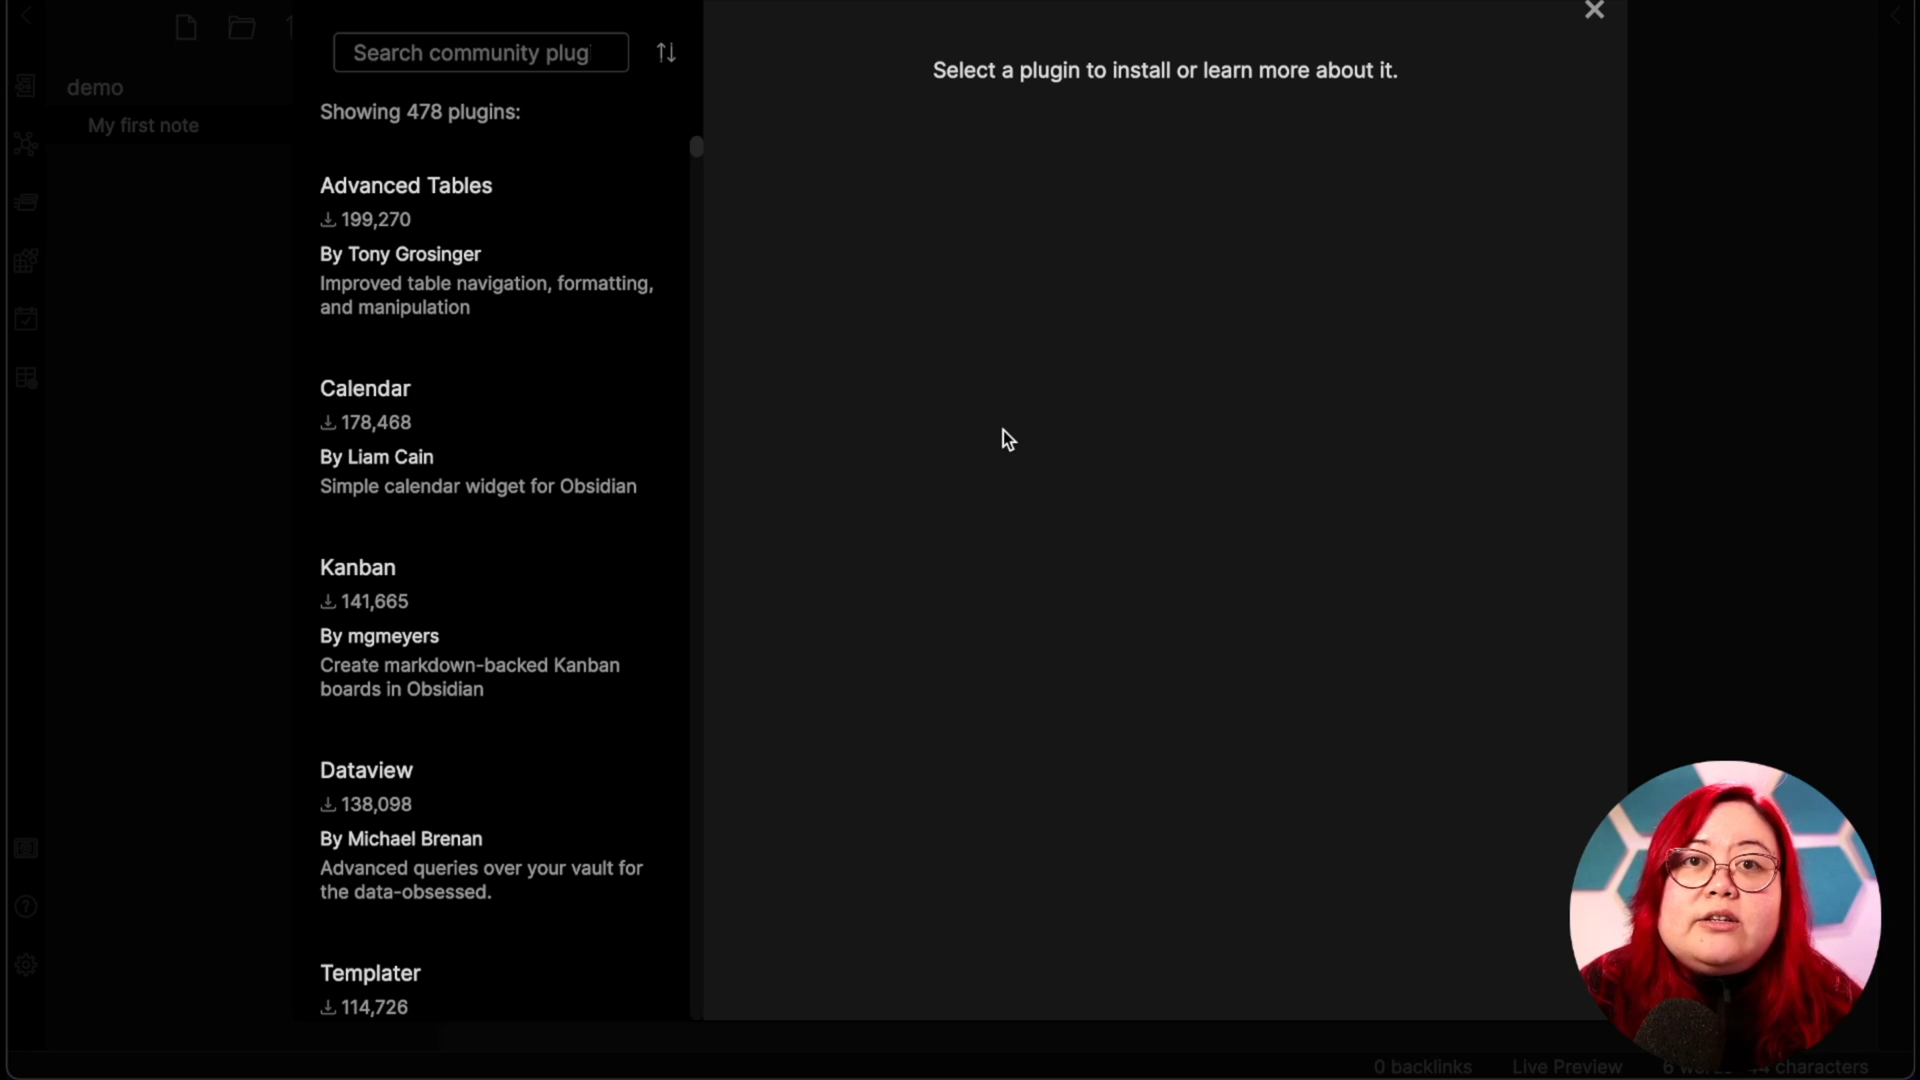 Search community plug
Select a plugin to install or learn more about it.
demo
Showing 478 plugins:
My first note
Advanced Tables
199,270
By Tony Grosinger
Improved table navigation, formatting,
and manipulation
Calendar
178,468
By Liam Cain
Simple calendar widget for Obsidian
Kanban
141,665
By mgmeyers
Create markdown-backed Kanban
boards in Obsidian
Dataview
138,098
By Michael Brenan
Advanced queries over your vault for
the data-obsessed.
Templater
114,726
0 backlinks
Live Preview
6
characters